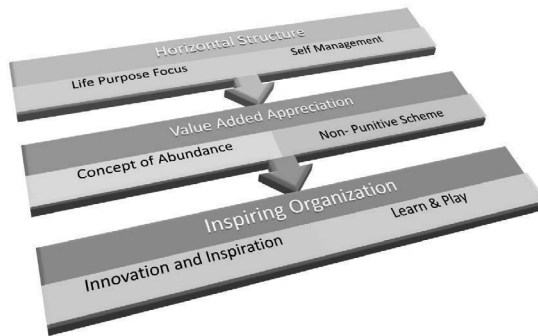 Horizontal Structure
Life Purpose Focus
Self Management
Value Added Appreciation
Concept of Abundance
Non- Punitive Scheme
Inspiring Organization
Innovation and Inspiration
Learn & Play